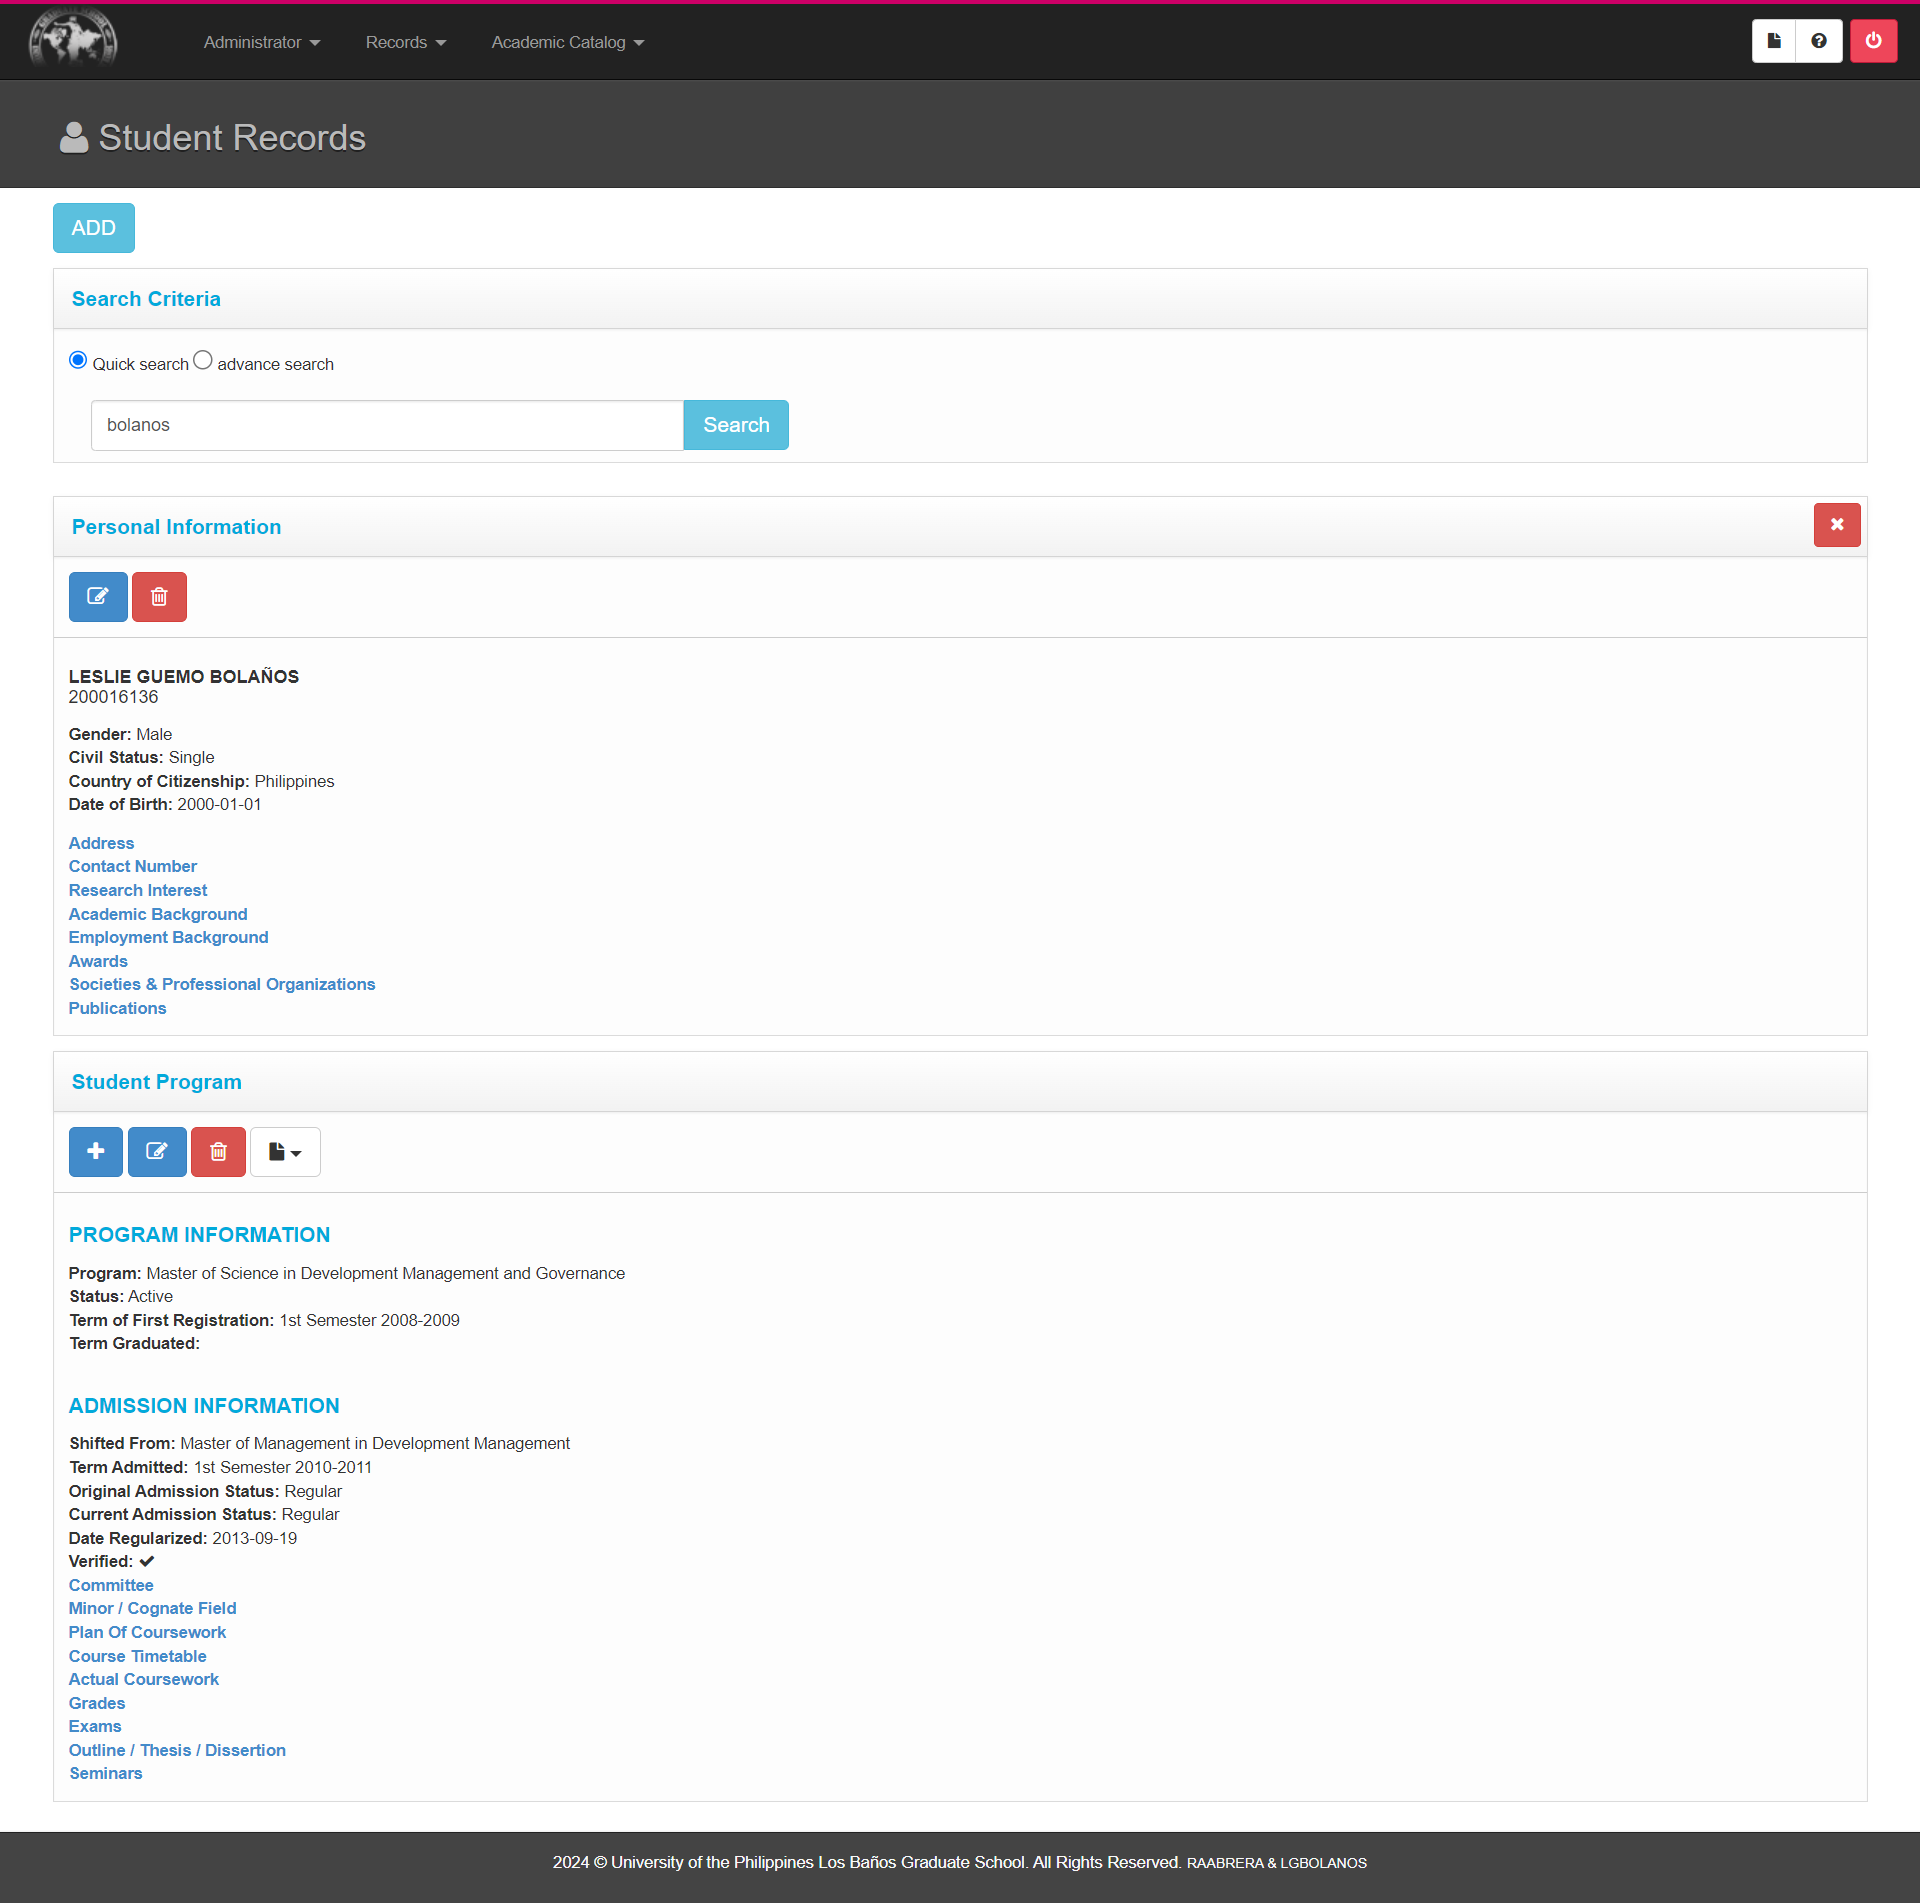 Administrator
Records
Academic Catalog
Student Records
ADD
Search Criteria
Quick search advance search
bolanos
Search
Personal Information
LESLIE GUEMO BOLAÑOS
200016136
Gender: Male
Civil Status: Single
Country of Citizenship: Philippines
Date of Birth: 2000-01-01
Address
Contact Number
Research Interest
Academic Background
Employment Background
Awards
Societies & Professional Organizations
Publications
Student Program
PROGRAM INFORMATION
Program: Master of Science in Development Management and Governance
Status: Active
Term of First Registration: 1st Semester 2008-2009
Term Graduated:
ADMISSION INFORMATION
Shifted From: Master of Management in Development Management
Term Admitted: 1st Semester 2010-2011
Original Admission Status: Regular
Current Admission Status: Regular
Date Regularized: 2013-09-19
Verified: ✔
Committee
Minor / Cognate Field
Plan Of Coursework
Course Timetable
Actual Coursework
Grades
Exams
Outline / Thesis / Dissertion
Seminars
2024 © University of the Philippines Los Baños Graduate School. All Rights Reserved. RAABRERA & LGBOLANOS